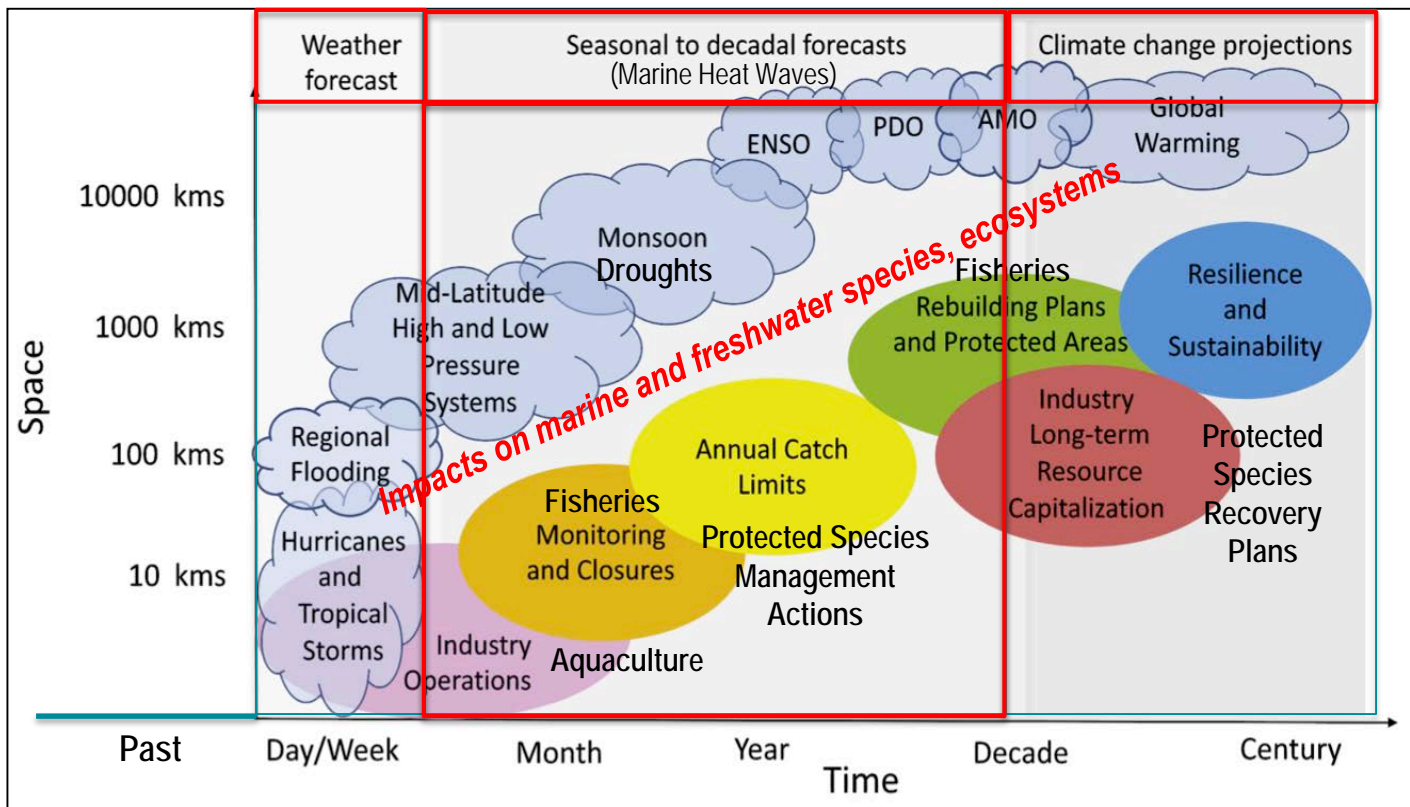 Weather
forecast
Seasonal to decadal forecasts
(Marine Heat Waves)
Climate change projections
ENSO
PDO
AMO
Global
Warming
10000 kms
Monsoon
Droughts
Mid-Latitude
High and Low
Pressure
Systems
1000 kms
Impacts on marine and freshwater species, ecosystems
Fisheries
Rebuilding Plans
and Protected Areas
Resilience
and
Sustainability
Space
Regional
Flooding
100 kms
Annual Catch
Limits
Industry
Long-term
Resource
Capitalization
Protected
Species
Recovery
Plans
Fisheries
Monitoring
and Closures
Protected Species
Management
Actions
10 kms
Hurricanes
and
Tropical
Storms
Industry
Operations
Aquaculture
Past
Day/Week
Month
Year
Decade
Century
Time